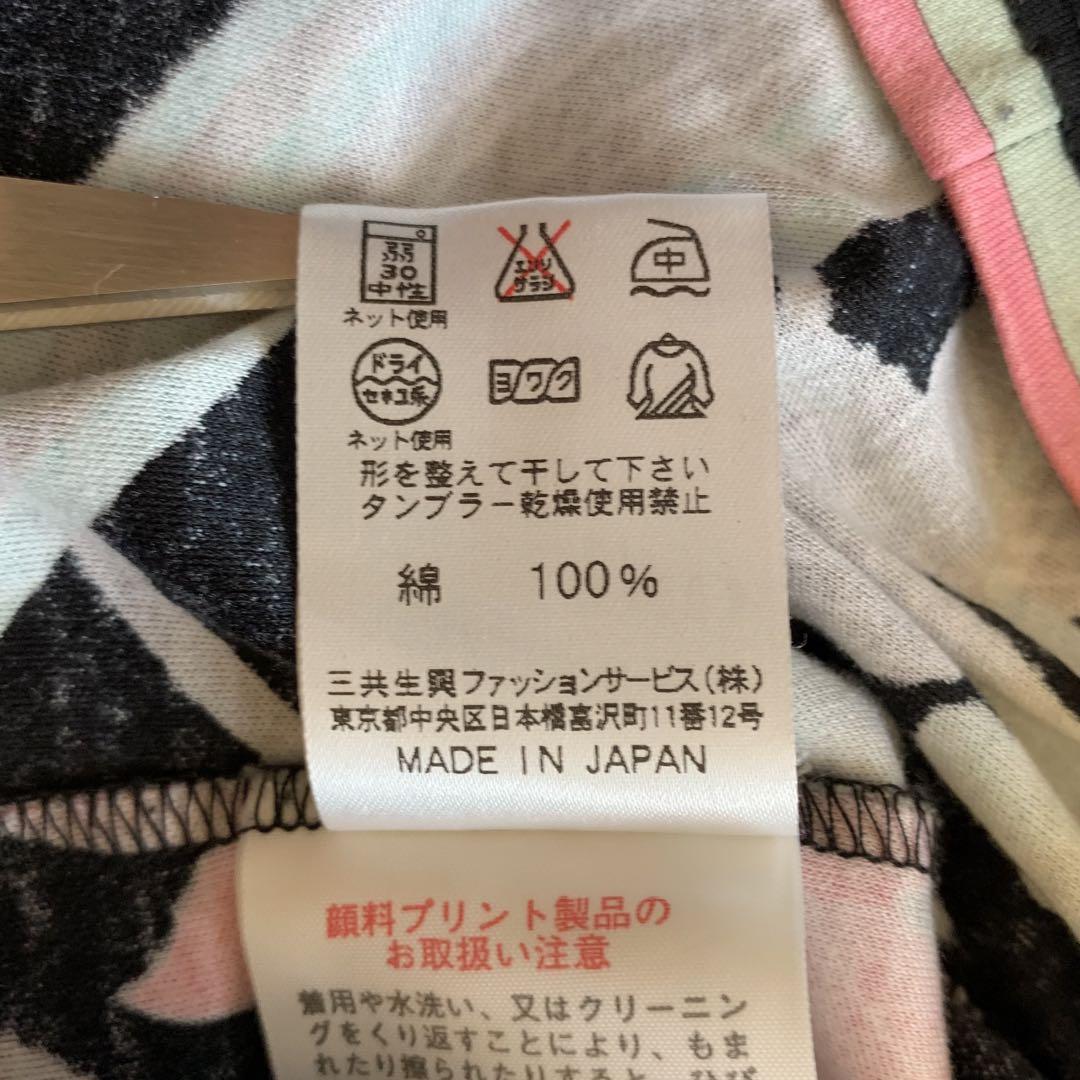 弱
30
中性
ネット使用
エンソ
サラシ
中
ドライ
セキユ系
ネット使用
ヨワク
形を整えて干して下さい
タンブラー乾燥使用禁止
綿 100%
三共生興ファッションサービス(株)
東京都中央区日本橋富沢町11番12号
MADE IN JAPAN
顔料プリント製品の
お取扱い注意
着用や水洗い、又はクリーニン
グをくり返すことにより、もま
れたり擦られたりすると、ひび